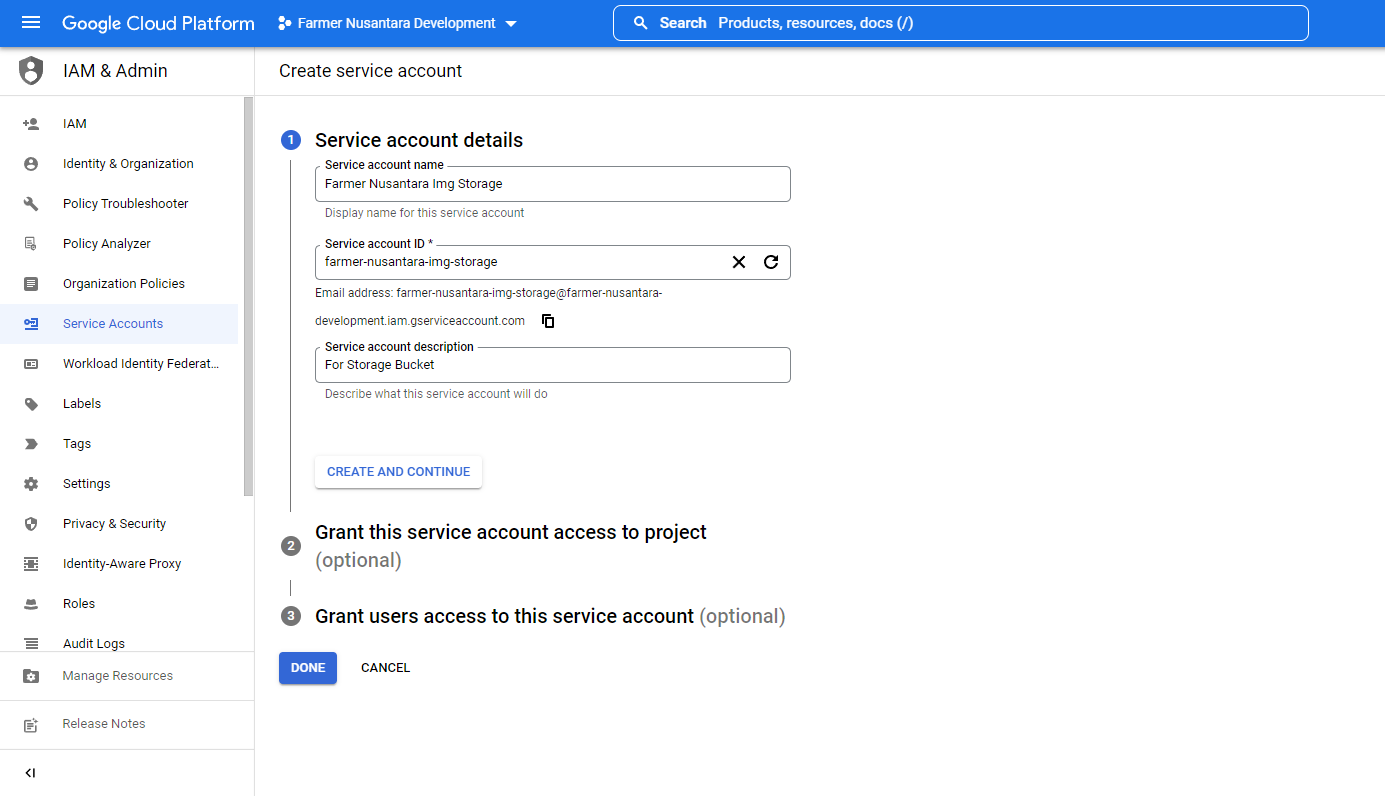 Google Cloud Platform
Farmer Nusantara Development
Search Products, resources, docs (/)
IAM & Admin
Create service account
IAM
Identity & Organization
Policy Troubleshooter
Policy Analyzer
Organization Policies
Service Accounts
Workload Identity Federat...
Labels
Tags
Settings
Privacy & Security
Identity-Aware Proxy
Roles
Audit Logs
Manage Resources
Release Notes
1 Service account details
Service account name
Farmer Nusantara Img Storage
Display name for this service account
Service account ID *
farmer-nusantara-img-storage
Email address: farmer-nusantara-img-storage@farmer-nusantara-
development.iam.gserviceaccount.com
Service account description
For Storage Bucket
Describe what this service account will do
CREATE AND CONTINUE
2 Grant this service account access to project
(optional)
3 Grant users access to this service account (optional)
DONE
CANCEL